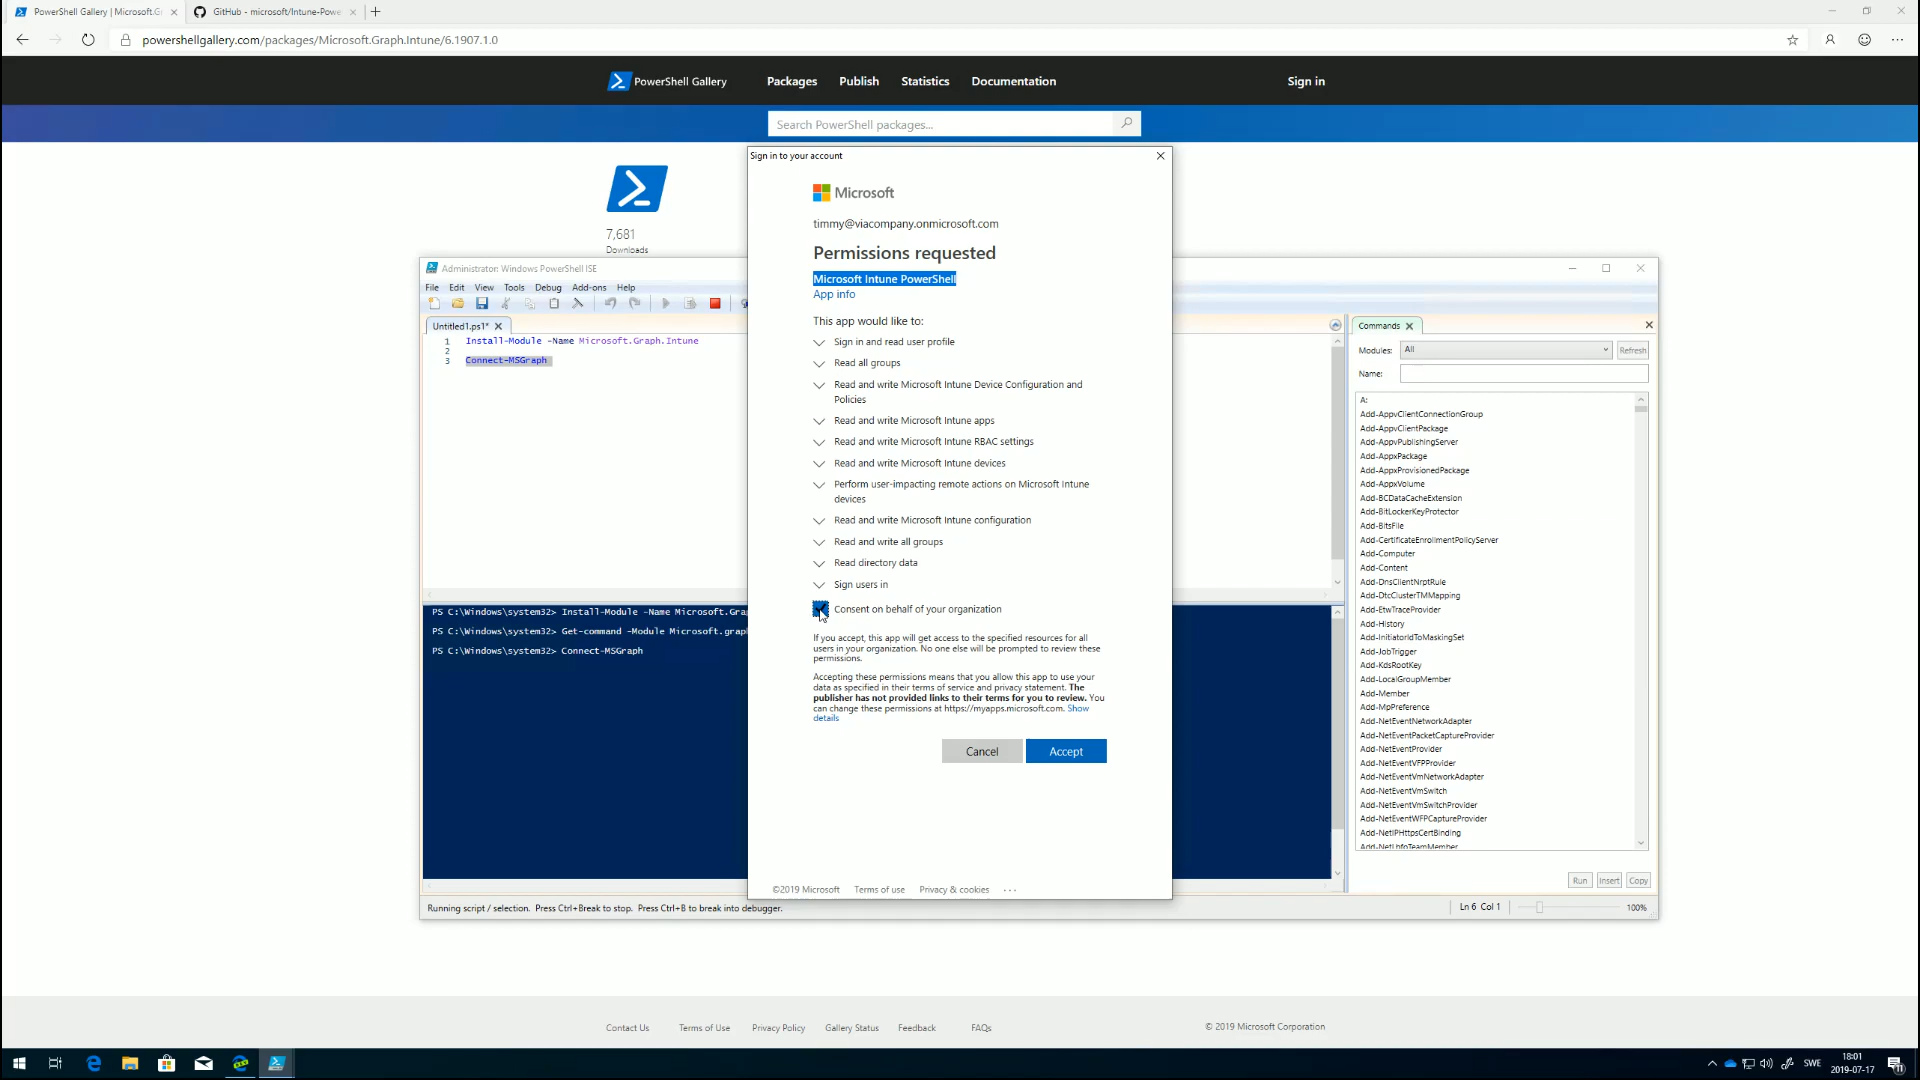 PowerShell Gallery | Microsoft.G
GitHub - microsoft/Intune-Powe
powershellgallery.com/packages/Microsoft.Graph.Intune/6.1907.1.0
PowerShell Gallery
Packages
Publish
Statistics
Documentation
Sign in
Search PowerShell packages...
7,681
Downloads
Sign in to your account
Microsoft
timmy@viacompany.onmicrosoft.com
Permissions requested
Microsoft Intune PowerShell
App info
This app would like to:
Sign in and read user profile
Read all groups
Read and write Microsoft Intune Device Configuration and
Policies
Read and write Microsoft Intune apps
Read and write Microsoft Intune RBAC settings
Read and write Microsoft Intune devices
Perform user-impacting remote actions on Microsoft Intune
devices
Read and write Microsoft Intune configuration
Read and write all groups
Read directory data
Sign users in
Consent on behalf of your organization
If you accept, this app will get access to the specified resources for all
users in your organization. No one else will be prompted to review these
permissions.
Accepting these permissions means that you allow this app to use your
data as specified in their terms of service and privacy statement. The
publisher has not provided links to their terms for you to review. You
can change these permissions at https://myapps.microsoft.com. Show
details
Cancel
Accept
©2019 Microsoft
Terms of use
Privacy & cookies
...
Administrator: Windows PowerShell ISE
File Edit View Tools Debug Add-ons Help
Untitled1.ps1*
1 Install-Module -Name Microsoft.Graph.Intune
2
3 Connect-MSGraph
PS C:\Windows\system32> Install-Module -Name Microsoft.Gra
PS C:\Windows\system32> Get-command -Module Microsoft.grap
PS C:\Windows\system32> Connect-MSGraph
Running script / selection. Press Ctrl+Break to stop. Press Ctrl+B to break into debugger.
Ln 6 Col 1
100%
Commands
Modules:
All
Refresh
Name:
A:
Add-AppvClientConnectionGroup
Add-AppvClientPackage
Add-AppvPublishingServer
Add-AppxPackage
Add-AppxProvisionedPackage
Add-AppxVolume
Add-BCDataCacheExtension
Add-BitLockerKeyProtector
Add-BitsFile
Add-CertificateEnrollmentPolicyServer
Add-Computer
Add-Content
Add-DnsClientNrptRule
Add-DtcClusterTMMapping
Add-EtwTraceProvider
Add-History
Add-InitiatorIdToMaskingSet
Add-JobTrigger
Add-KdsRootKey
Add-LocalGroupMember
Add-Member
Add-MpPreference
Add-NetEventNetworkAdapter
Add-NetEventPacketCaptureProvider
Add-NetEventProvider
Add-NetEventVFPProvider
Add-NetEventVmNetworkAdapter
Add-NetEventVmSwitch
Add-NetEventVmSwitchProvider
Add-NetEventWFPCaptureProvider
Add-NetIPHttpsCertBinding
Add-NetLbfoTeamMember
Run
Insert
Copy
Contact Us
Terms of Use
Privacy Policy
Gallery Status
Feedback
FAQs
© 2019 Microsoft Corporation
SWE
18:01
2019-07-17